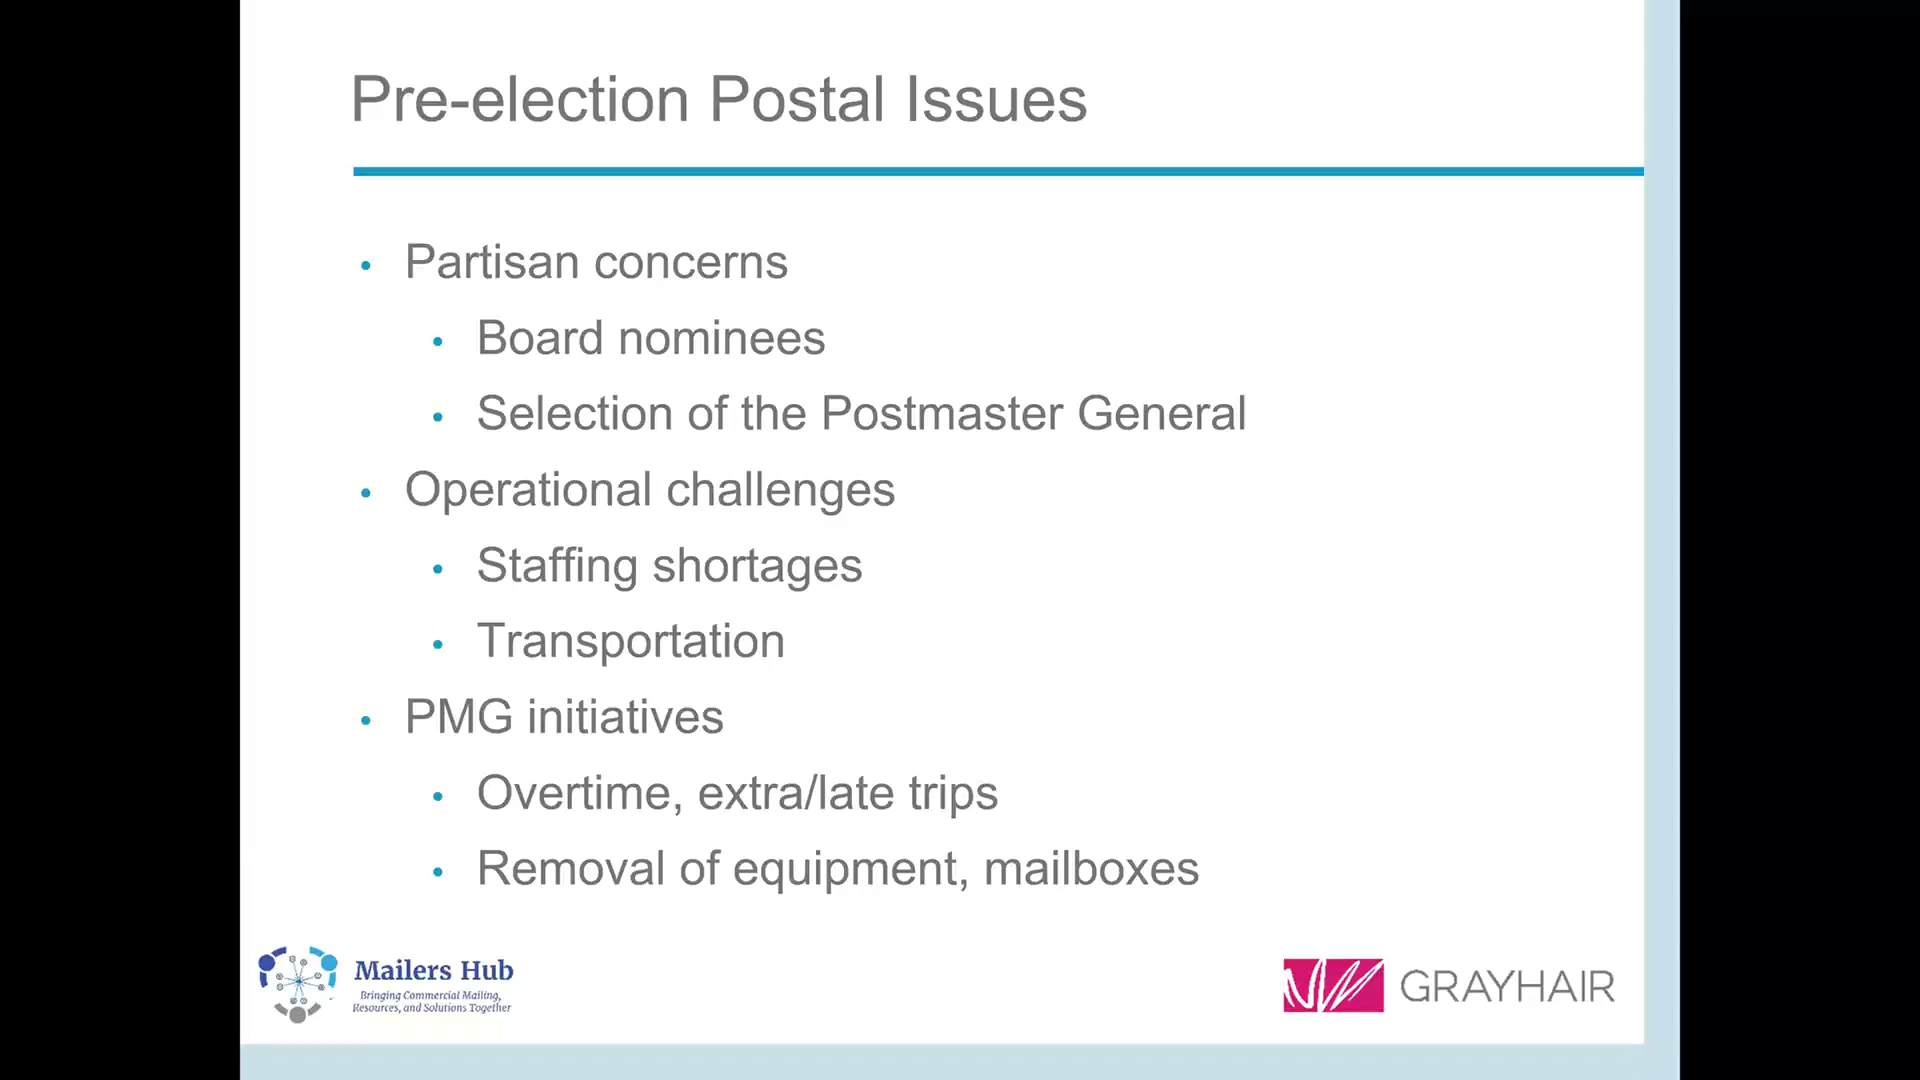 Pre-election Postal Issues
• Partisan concerns
• Board nominees
• Selection of the Postmaster General
• Operational challenges
• Staffing shortages
• Transportation
• PMG initiatives
• Overtime, extra/late trips
• Removal of equipment, mailboxes
Mailers Hub
Bringing Commercial Mailing,
Resources, and Solutions Together
GRAYHAIR